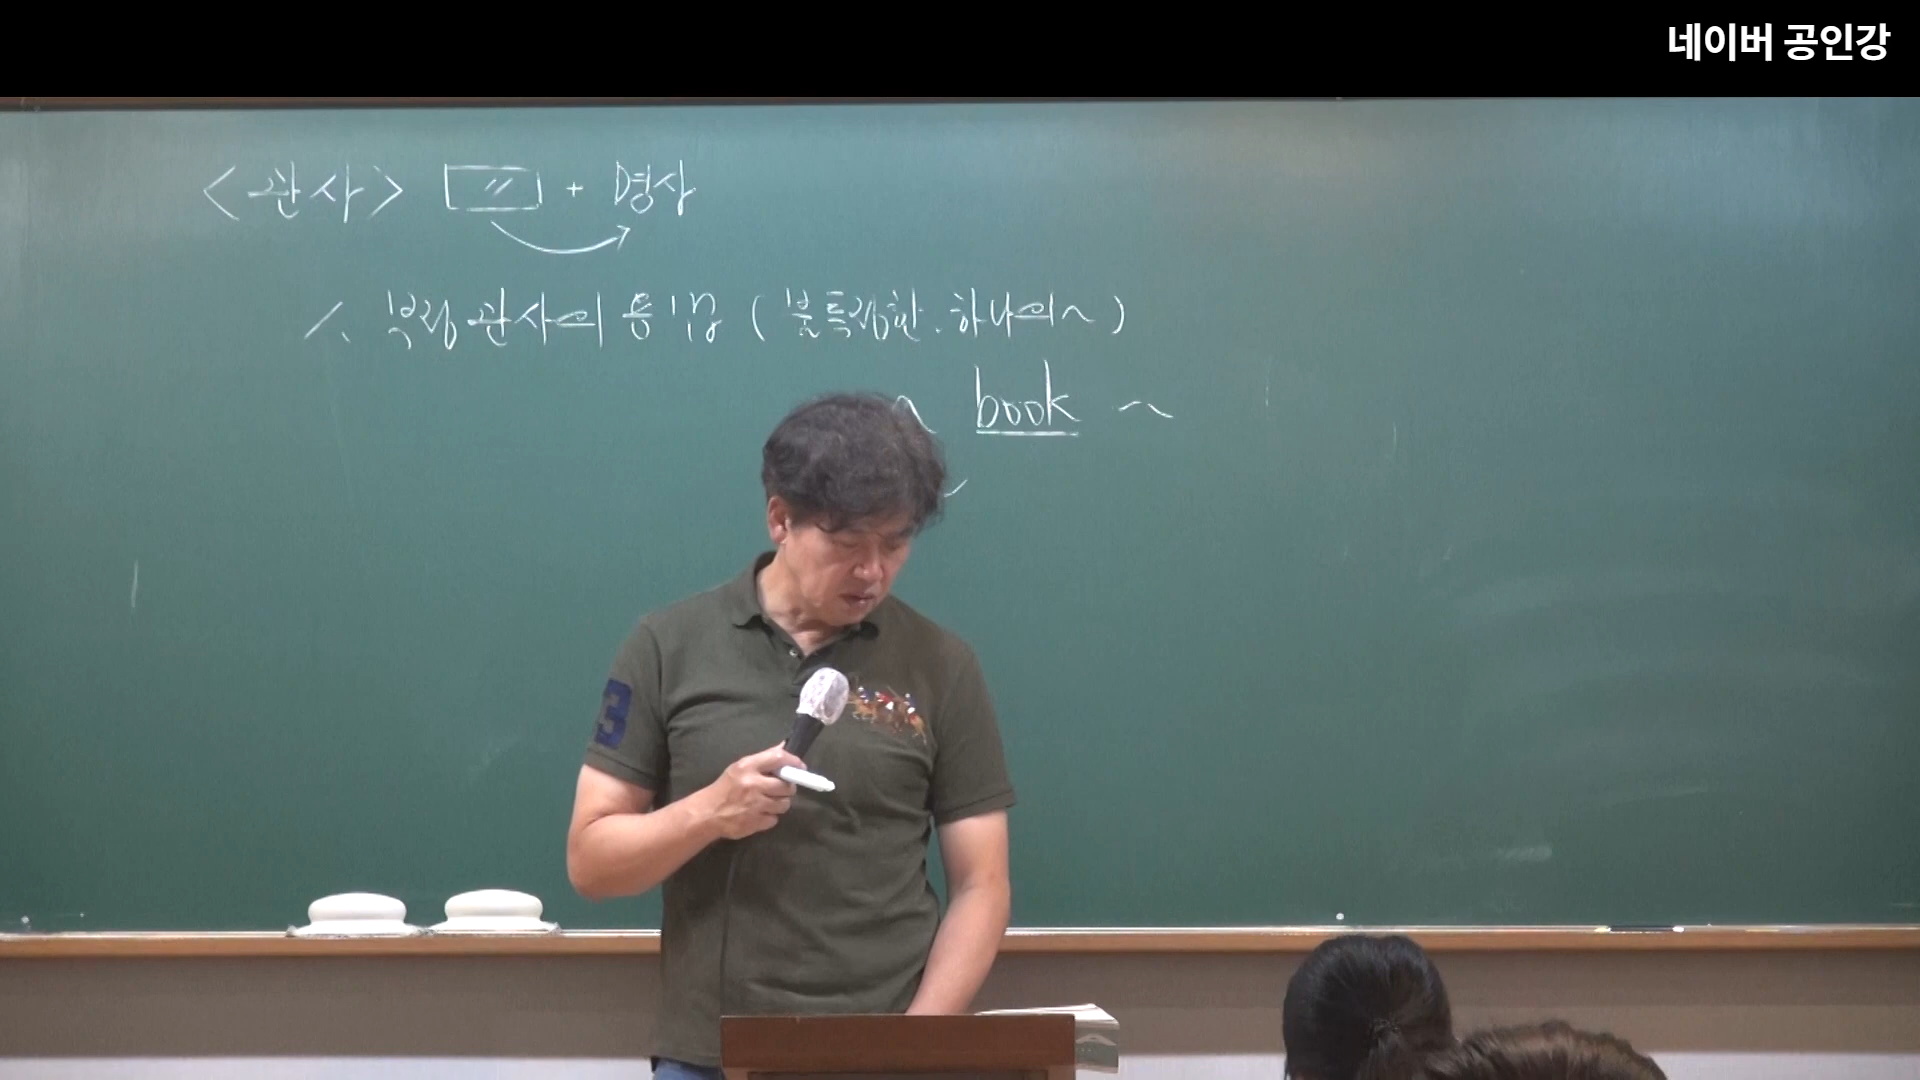 네이버 공인강
<관사> [ // ] + 명사
1. 부정관사의 용법 (불특정한. 하나의~)
a book ~
3